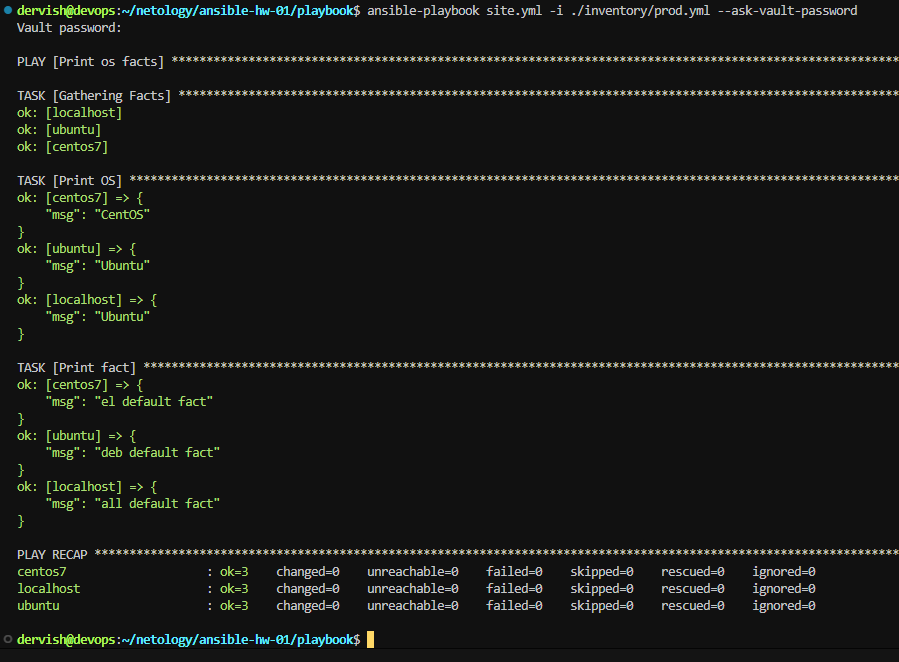 dervish@devops:~/netology/ansible-hw-01/playbook$ ansible-playbook site.yml -i ./inventory/prod.yml --ask-vault-password
Vault password:
PLAY [Print os facts] *******************************************************************************************************
TASK [Gathering Facts] ******************************************************************************************************
ok: [localhost]
ok: [ubuntu]
ok: [centos7]
TASK [Print OS] *************************************************************************************************************
ok: [centos7] => {
    "msg": "CentOS"
}
ok: [ubuntu] => {
    "msg": "Ubuntu"
}
ok: [localhost] => {
    "msg": "Ubuntu"
}
TASK [Print fact] ***********************************************************************************************************
ok: [centos7] => {
    "msg": "el default fact"
}
ok: [ubuntu] => {
    "msg": "deb default fact"
}
ok: [localhost] => {
    "msg": "all default fact"
}
PLAY RECAP ******************************************************************************************************************
centos7                    : ok=3    changed=0    unreachable=0    failed=0    skipped=0    rescued=0    ignored=0
localhost                  : ok=3    changed=0    unreachable=0    failed=0    skipped=0    rescued=0    ignored=0
ubuntu                     : ok=3    changed=0    unreachable=0    failed=0    skipped=0    rescued=0    ignored=0
dervish@devops:~/netology/ansible-hw-01/playbook$